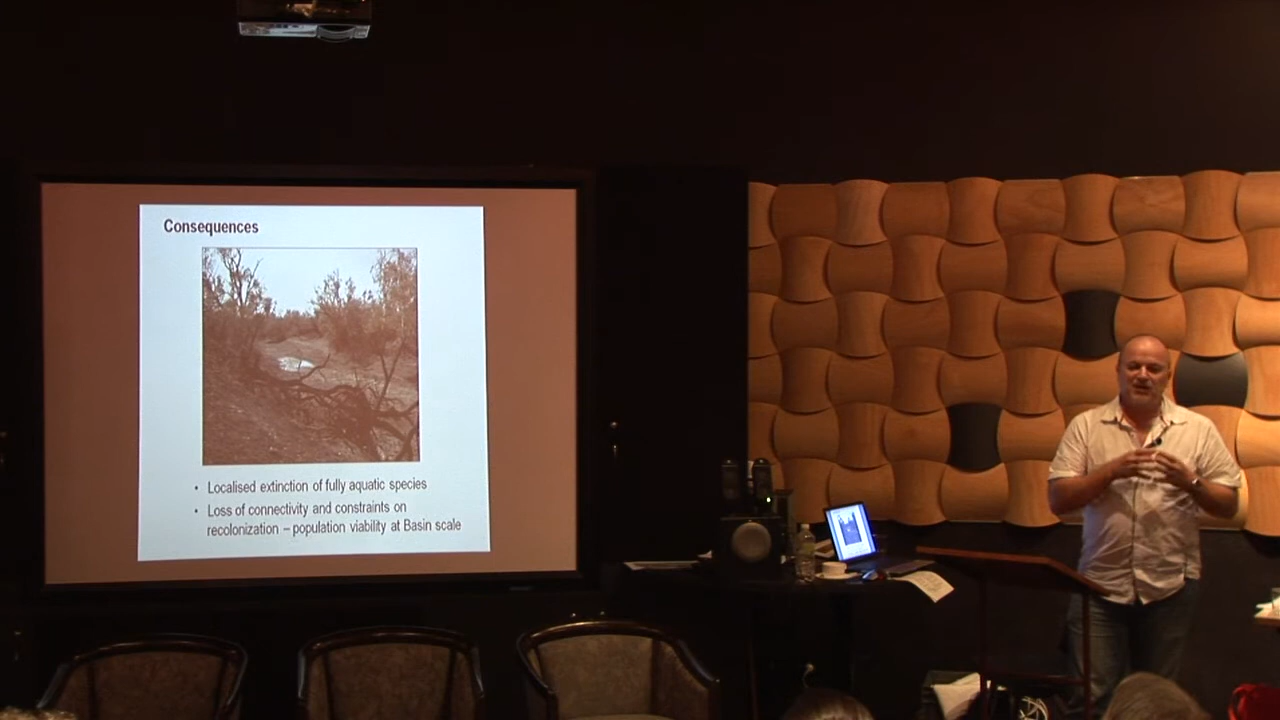 Consequences
• Localised extinction of fully aquatic species
• Loss of connectivity and constraints on
recolonization – population viability at Basin scale